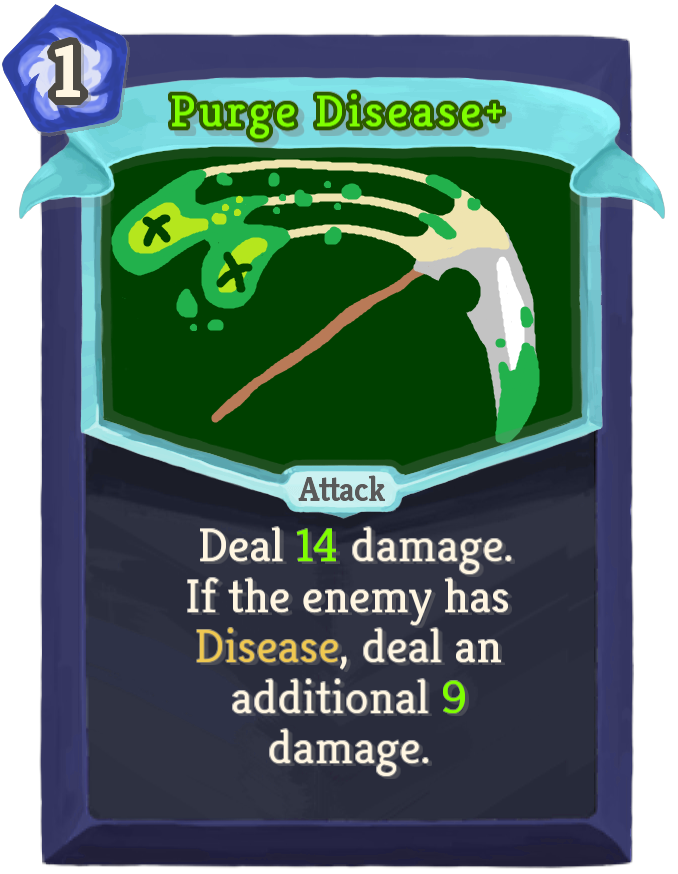 1
Purge Disease+
Attack
Deal 14 damage.
If the enemy has
Disease, deal an
additional 9
damage.